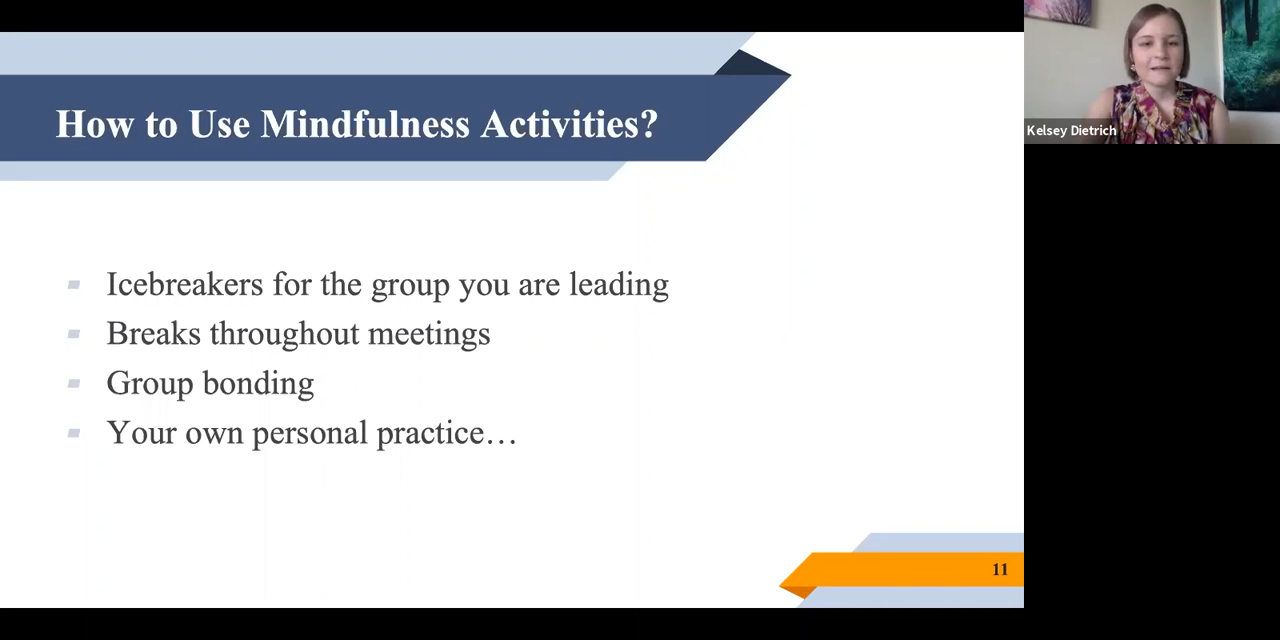 How to Use Mindfulness Activities?
Icebreakers for the group you are leading
Breaks throughout meetings
Group bonding
Your own personal practice…
11
Kelsey Dietrich